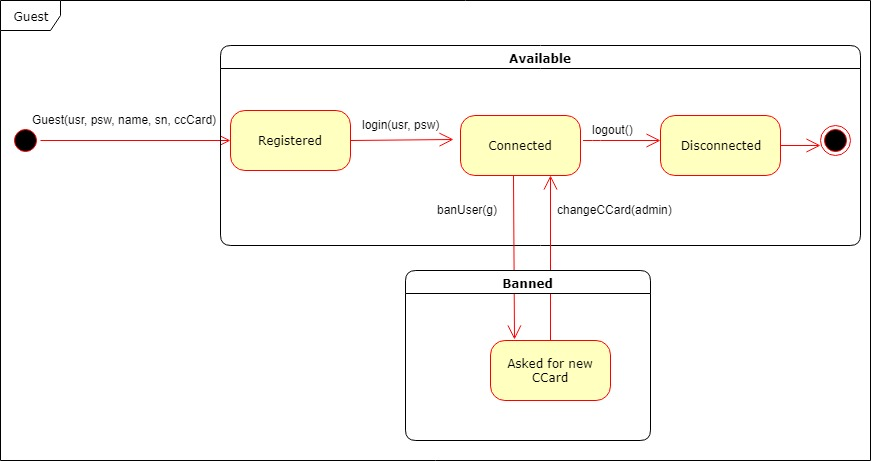 Guest
Available
Guest(usr, psw, name, sn, ccCard)
Registered
login(usr, psw)
Connected
logout()
Disconnected
banUser(g)
changeCCard(admin)
Banned
Asked for new
CCard